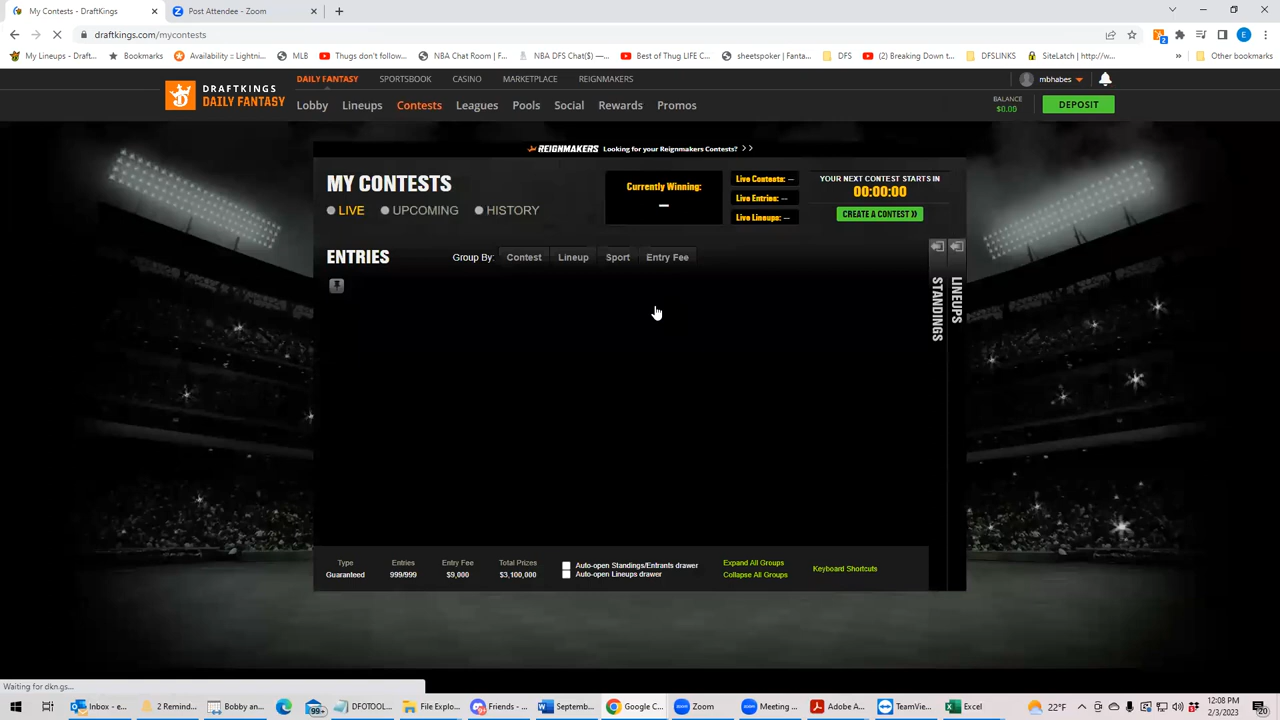 My Contests - DraftKings
Post Attendee - Zoom
draftkings.com/mycontests
My Lineups - Draft...
Bookmarks
Availability :: Lightni...
MLB
Thugs don't follow...
NBA Chat Room | F...
sheetspoker | Fanta...
NBA DFS Chat($) —...
Best of Thug LIFE C...
DFS
(2) Breaking Down t...
DFSLINKS
SiteLatch | http://w...
»
Other bookmarks
DRAFTKINGS
DAILY FANTASY
DAILY FANTASY
SPORTSBOOK
CASINO
MARKETPLACE
REIGNMAKERS
mbhabes
Lobby
Lineups
Contests
Leagues
Pools
Social
Rewards
Promos
BALANCE
$0.00
DEPOSIT
REIGNMAKERS Looking for your Reignmakers Contests? >>
MY CONTESTS
LIVE
UPCOMING
HISTORY
Currently Winning:
—
Live Contests: --
Live Entries: --
Live Lineups: --
YOUR NEXT CONTEST STARTS IN
00:00:00
CREATE A CONTEST »
ENTRIES
Group By:
Contest
Lineup
Sport
Entry Fee
STANDINGS
LINEUPS
Type
Entries
Entry Fee
Total Prizes
Guaranteed
999/999
$9,000
$3,100,000
Auto-open Standings/Entrants drawer
Auto-open Lineups drawer
Expand All Groups
Collapse All Groups
Keyboard Shortcuts
Waiting for dkn.gs...
Inbox - e...
2 Remind...
Bobby an...
99+
DFOTOOL...
File Explo...
Friends - ...
Septemb...
Google C...
Zoom
Meeting ...
Adobe A...
TeamVie...
Excel
22°F
12:08 PM
2/3/2023
20